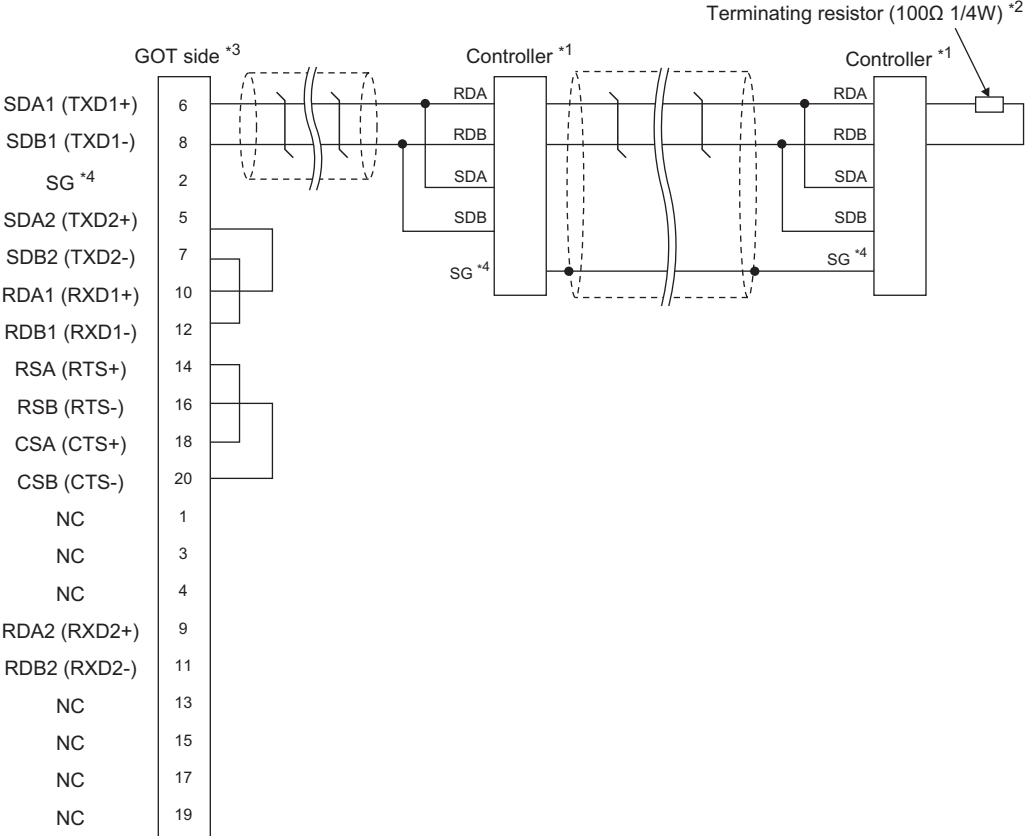 Terminating resistor (100Ω 1/4W) *2
GOT side *3
Controller *1
Controller *1
SDA1 (TXD1+) 6 RDA RDA
SDB1 (TXD1-) 8 RDB RDB
SG *4 2 SDA SDA
SDA2 (TXD2+) 5 SDB SDB
SDB2 (TXD2-) 7 SG *4 SG *4
RDA1 (RXD1+) 10
RDB1 (RXD1-) 12
RSA (RTS+) 14
RSB (RTS-) 16
CSA (CTS+) 18
CSB (CTS-) 20
NC 1
NC 3
NC 4
RDA2 (RXD2+) 9
RDB2 (RXD2-) 11
NC 13
NC 15
NC 17
NC 19